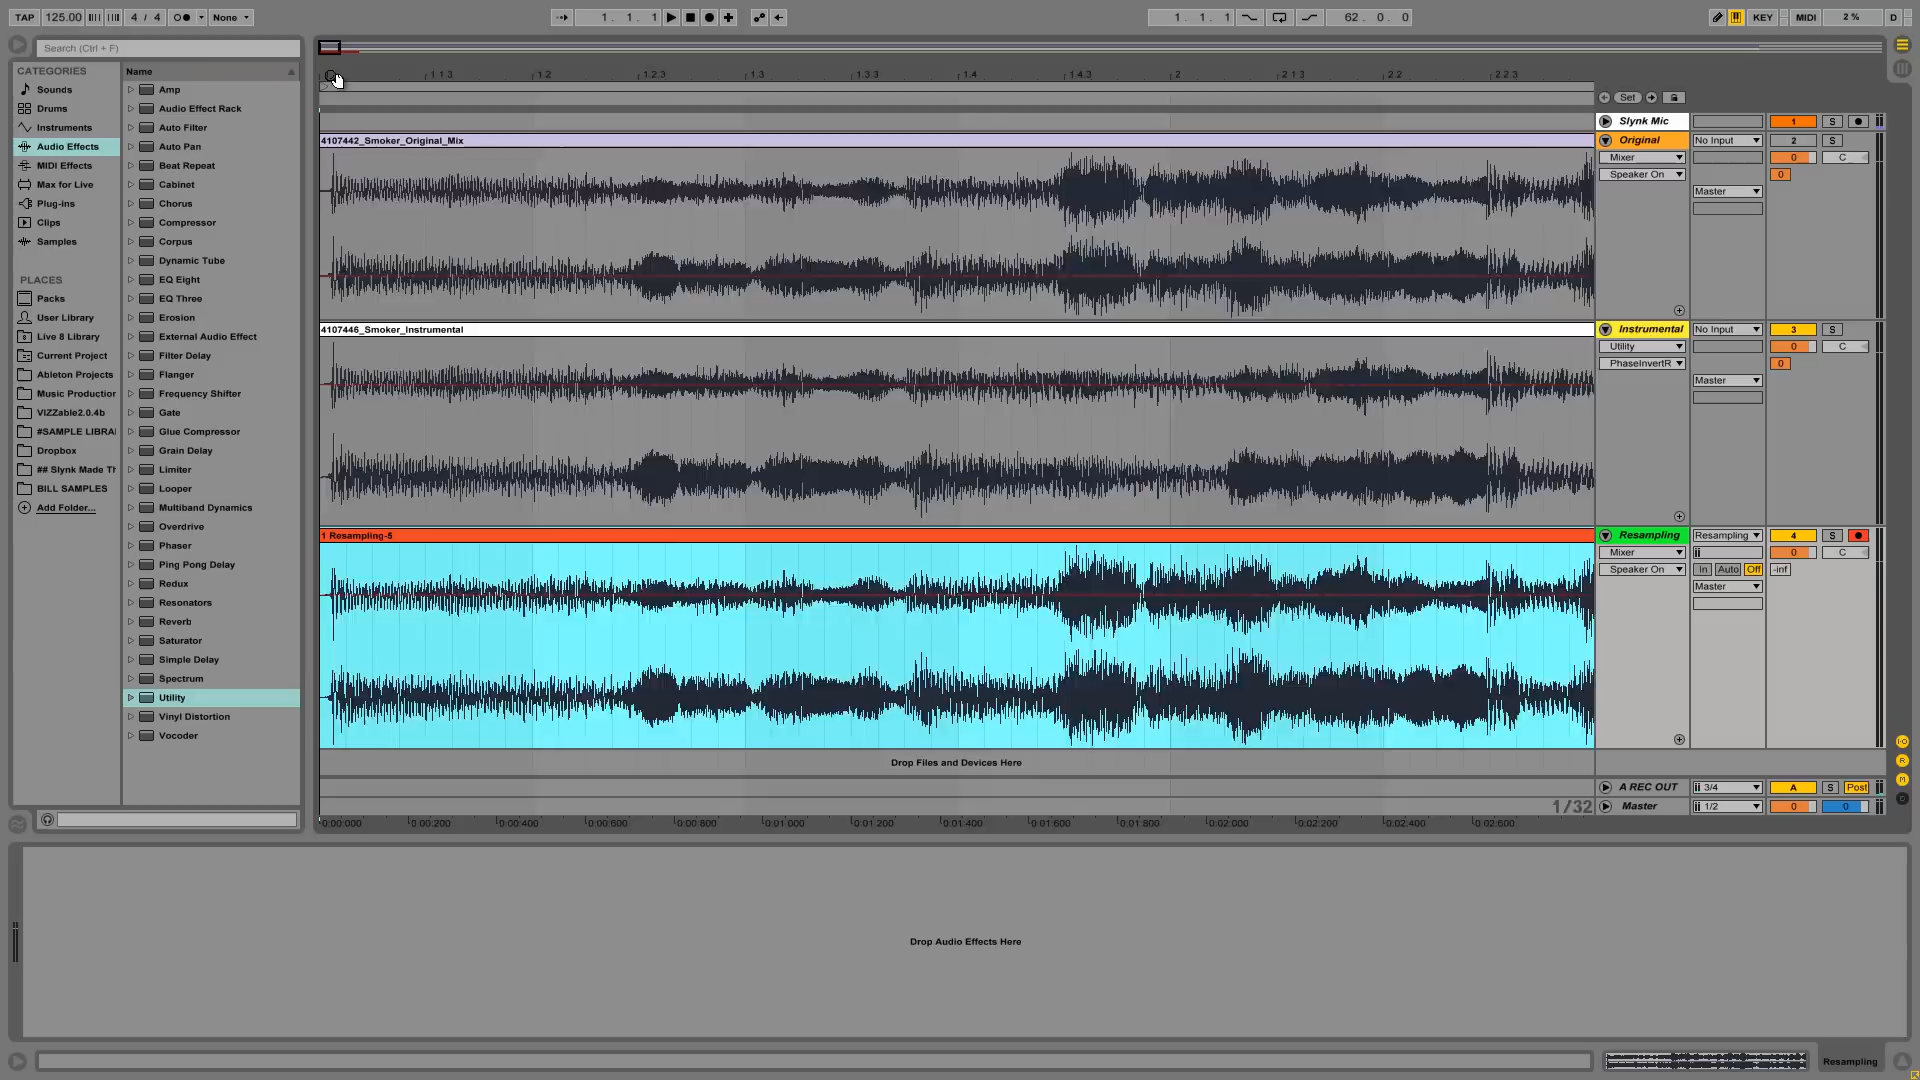 TAP 125.00 4 / 4 None 1. 1. 1 1. 1. 1 62. 0. 0 KEY MIDI 2 % D
Search (Ctrl + F)
CATEGORIES
Sounds
Drums
Instruments
Audio Effects
MIDI Effects
Max for Live
Plug-ins
Clips
Samples
PLACES
Packs
User Library
Live 8 Library
Current Project
Ableton Projects
Music Productior
VIZZable2.0.4b
#SAMPLE LIBRA
Dropbox
## Slynk Made Th
BILL SAMPLES
Add Folder...
Name
Amp
Audio Effect Rack
Auto Filter
Auto Pan
Beat Repeat
Cabinet
Chorus
Compressor
Corpus
Dynamic Tube
EQ Eight
EQ Three
Erosion
External Audio Effect
Filter Delay
Flanger
Frequency Shifter
Gate
Glue Compressor
Grain Delay
Limiter
Looper
Multiband Dynamics
Overdrive
Phaser
Ping Pong Delay
Redux
Resonators
Reverb
Saturator
Simple Delay
Spectrum
Utility
Vinyl Distortion
Vocoder
1.1.3 1.2 1.2.3 1.3 1.3.3 1.4 1.4.3 2 2.1.3 2.2 2.2.3
Set
Slynk Mic 1 S
4107442_Smoker_Original_Mix
Original No Input 2 S
Mixer 0 C
Speaker On 0
Master
4107446_Smoker_Instrumental
Instrumental No Input 3 S
Utility 0 C
PhaseInvertR 0
Master
1 Resampling-5
Resampling Resampling 4 S
Mixer 0 C
Speaker On In Auto Off -inf
Master
Drop Files and Devices Here
A REC OUT 3/4 A S Post
1/32 Master 1/2 0 0
0:00:000 0:00:200 0:00:400 0:00:600 0:00:800 0:01:000 0:01:200 0:01:400 0:01:600 0:01:800 0:02:000 0:02:200 0:02:400 0:02:600
Drop Audio Effects Here
Resampling